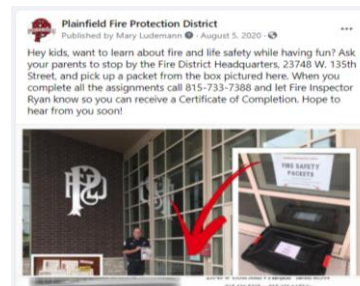 Plainfield Fire Protection District
Published by Mary Ludemann · August 5, 2020 ·
Hey kids, want to learn about fire and life safety while having fun? Ask
your parents to stop by the Fire District Headquarters, 23748 W. 135th
Street, and pick up a packet from the box pictured here. When you
complete all the assignments call 815-733-7388 and let Fire Inspector
Ryan know so you can receive a Certificate of Completion. Hope to
hear from you soon!
FIRE SAFETY
PACKETS